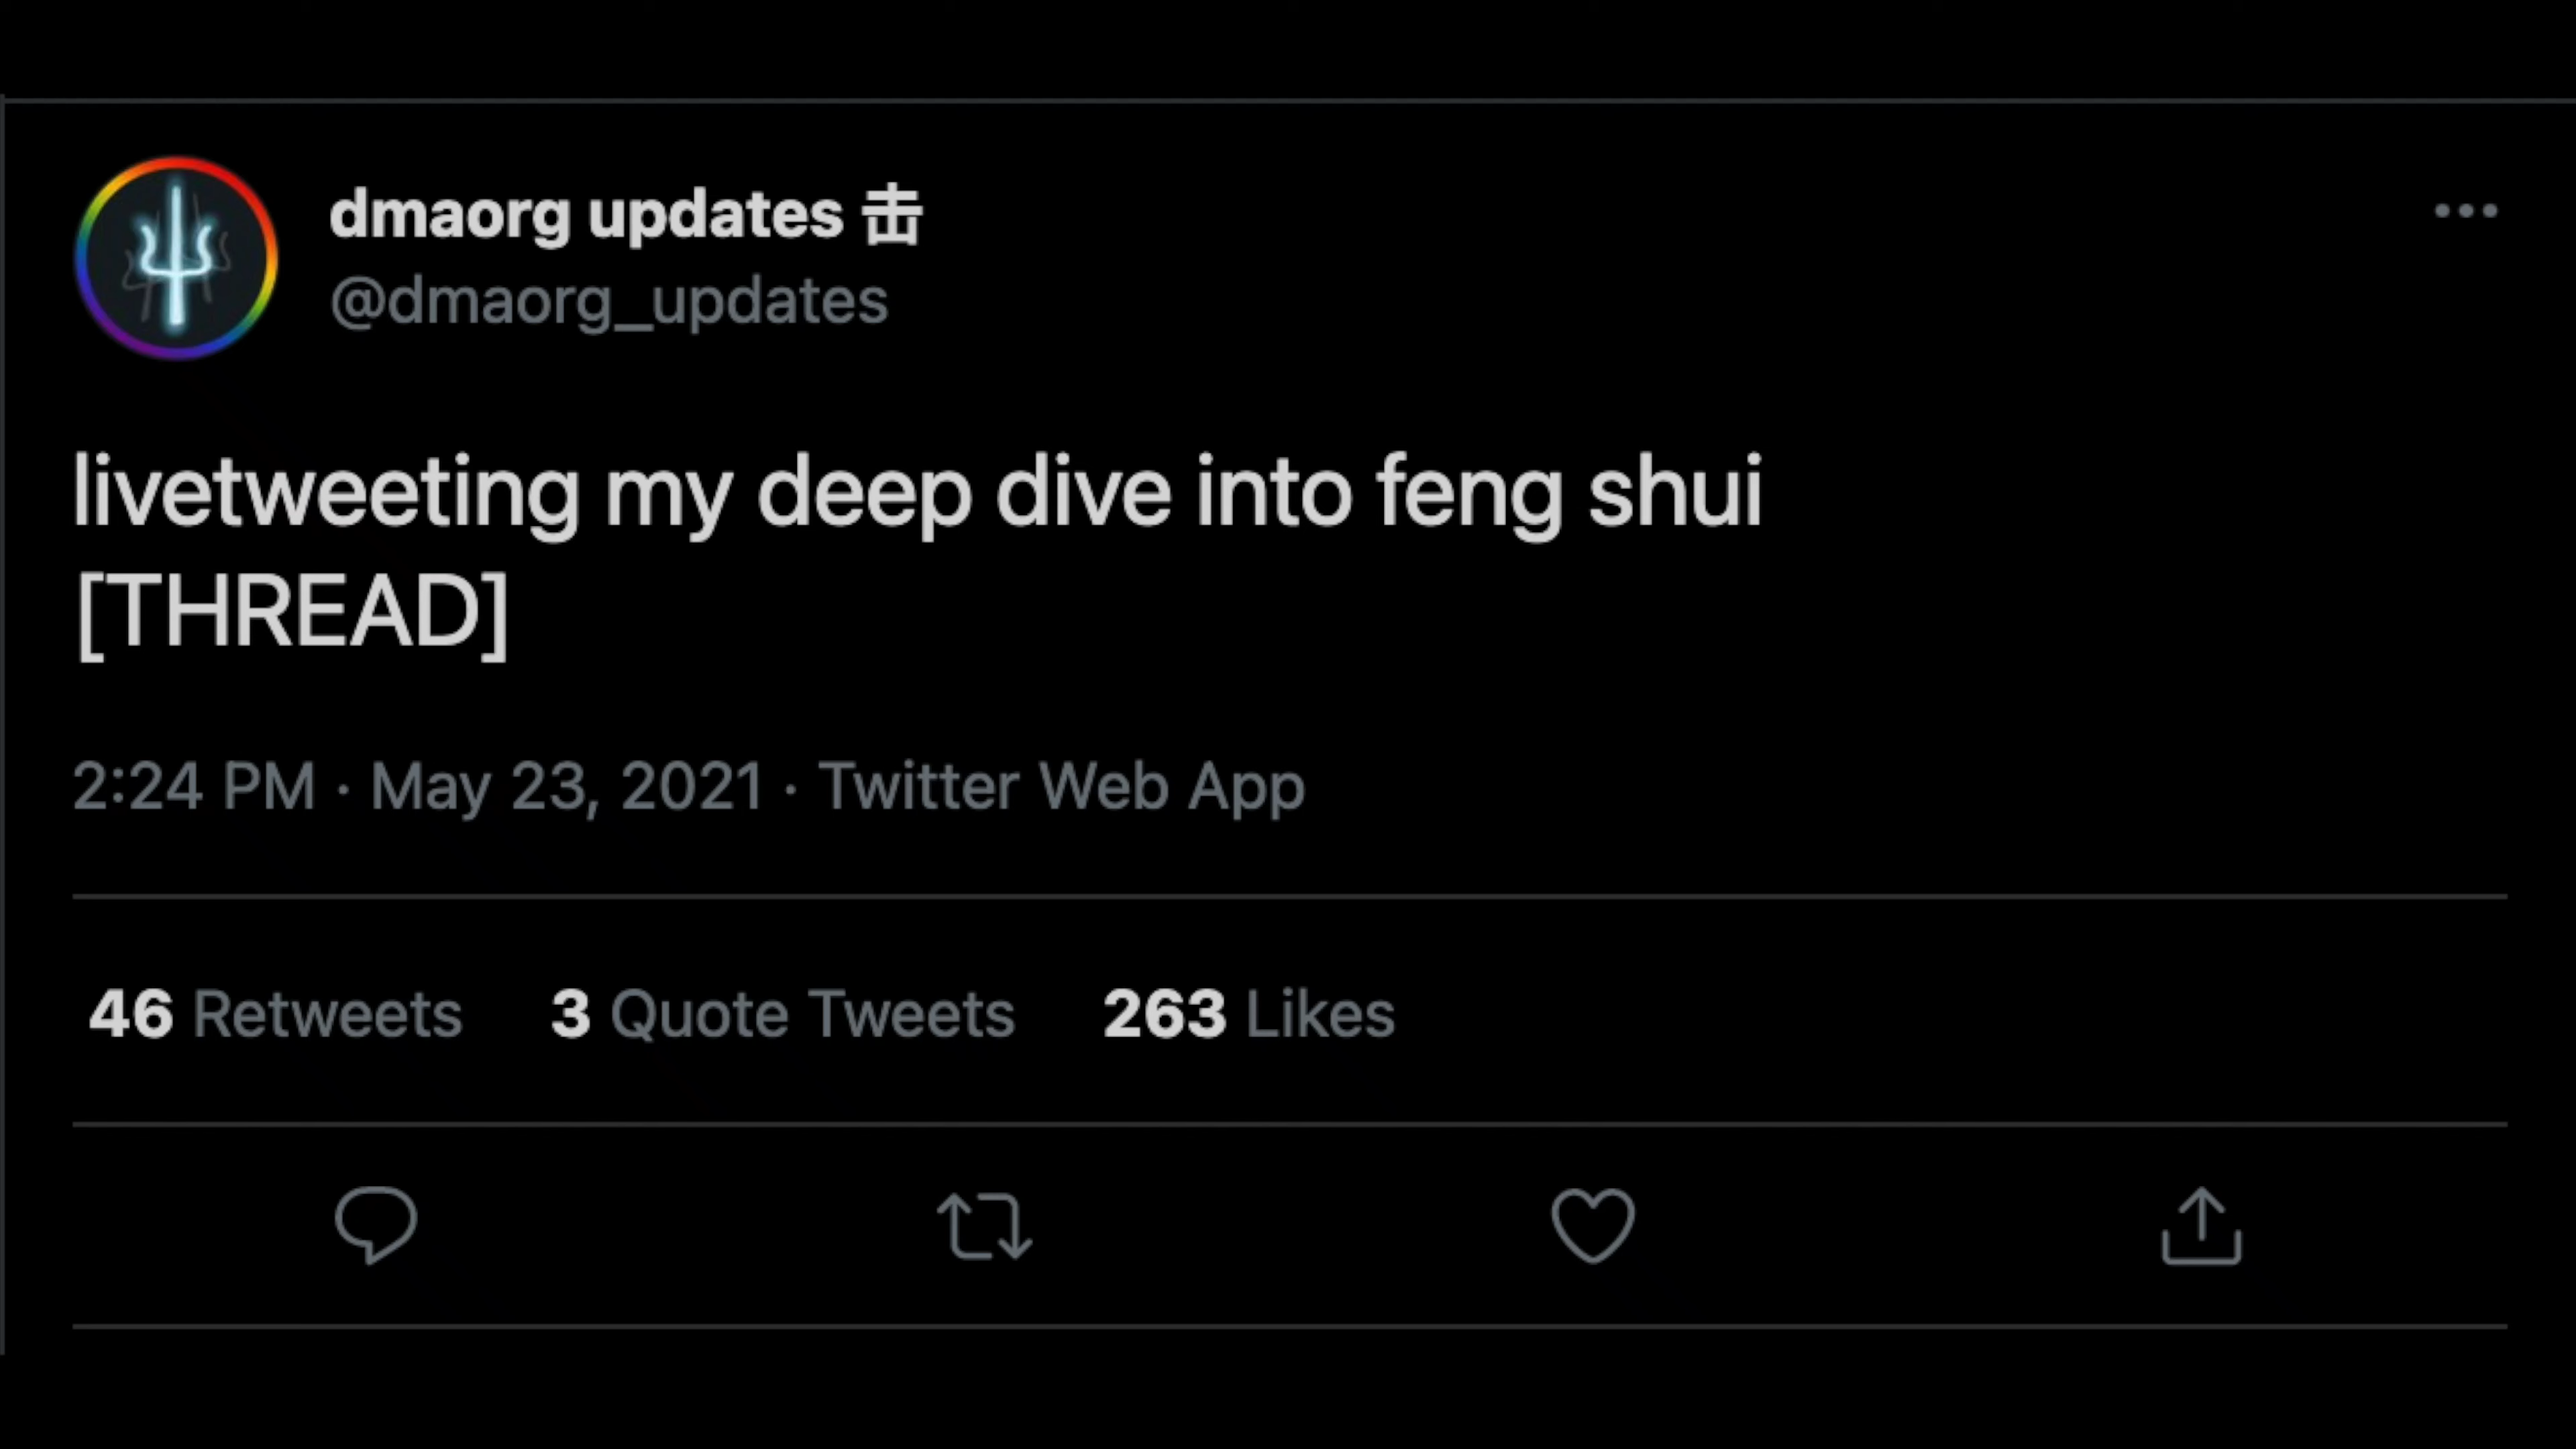 dmaorg updates 击
@dmaorg_updates
livetweeting my deep dive into feng shui
[THREAD]
2:24 PM · May 23, 2021 · Twitter Web App
46 Retweets 3 Quote Tweets 263 Likes